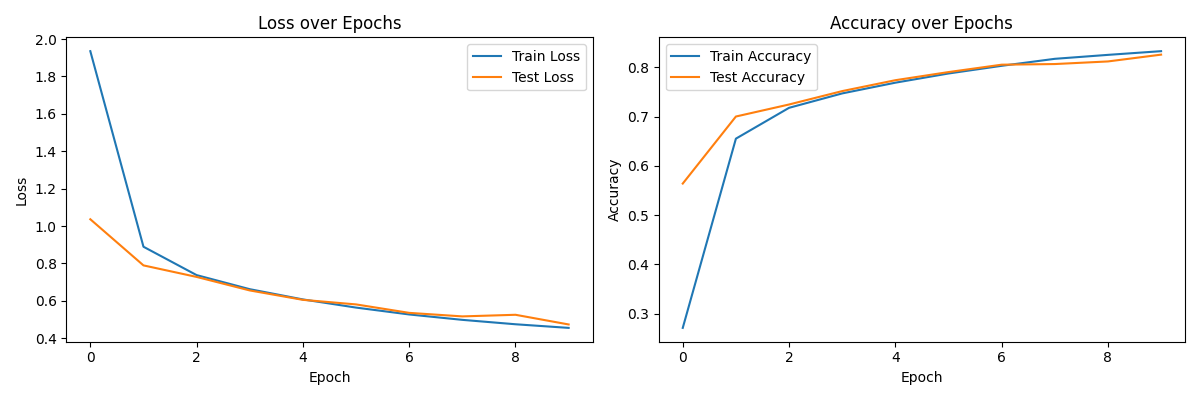 Loss over Epochs
Train Loss
Test Loss
2.0
1.8
1.6
1.4
1.2
1.0
0.8
0.6
0.4
Loss
0 2 4 6 8
Epoch
Accuracy over Epochs
Train Accuracy
Test Accuracy
0.8
0.7
0.6
0.5
0.4
0.3
Accuracy
0 2 4 6 8
Epoch